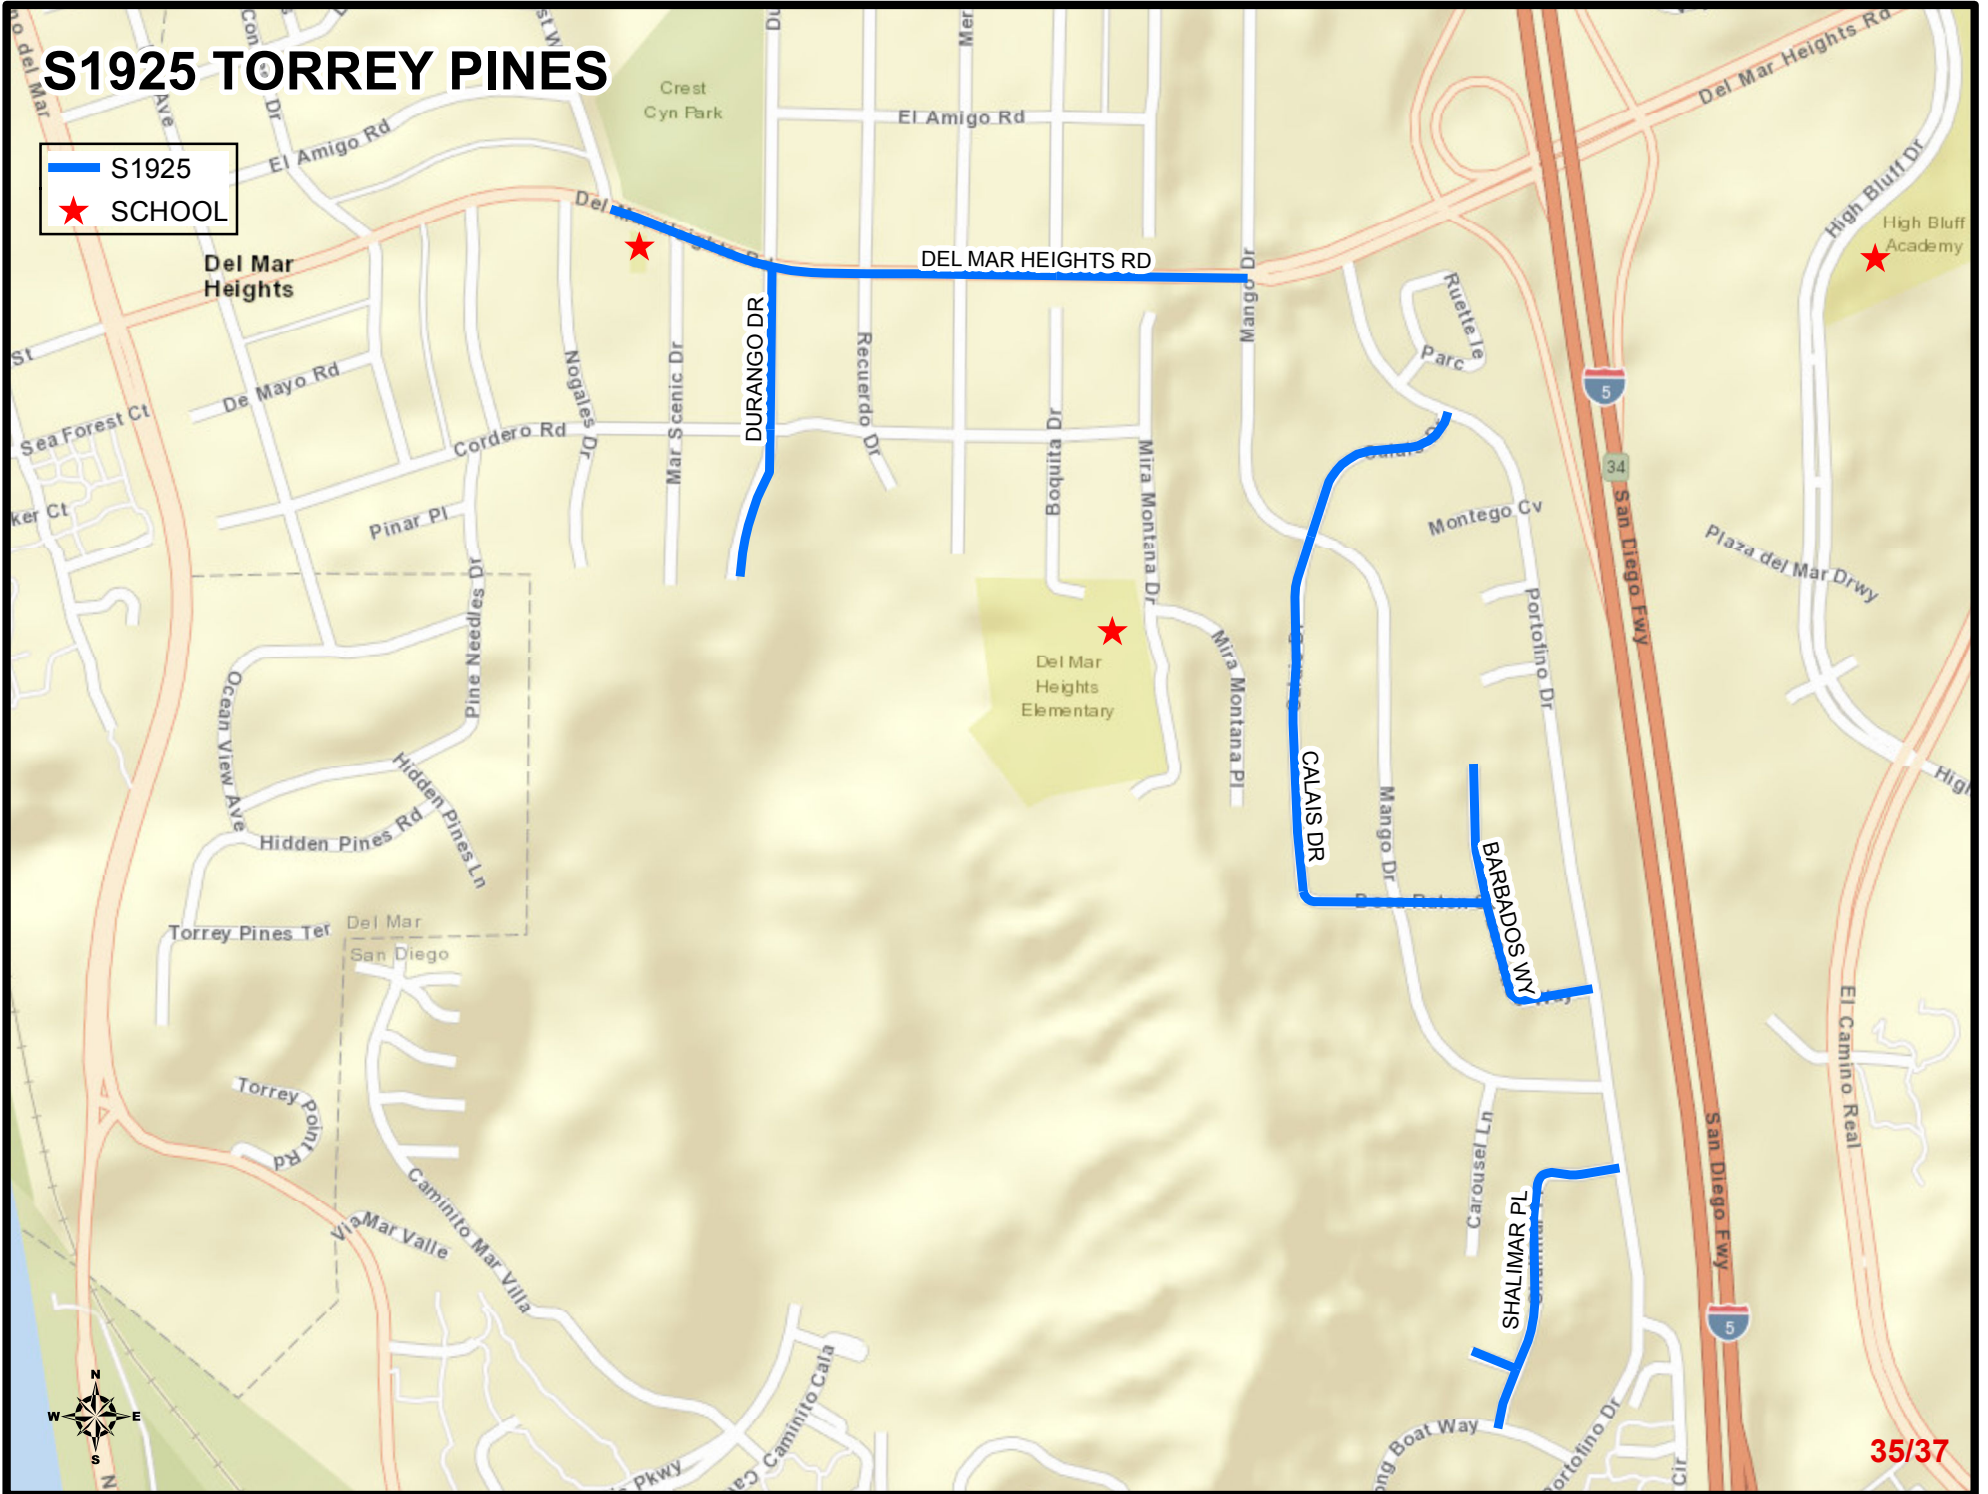 S1925 TORREY PINES
S1925
SCHOOL
Crest
Cyn Park
El Amigo Rd
El Amigo Rd
Del Mar Heights Rd
High Bluff Dr
High Bluff
Academy
Del Mar
Heights
DEL MAR HEIGHTS RD
DURANGO DR
Mango Dr
Ruette le
Parc
5
34
San Diego Fwy
De Mayo Rd
Sea Forest Ct
Cordero Rd
Nogales Dr
Mar Scenic Dr
Recuerdo Dr
Boquita Dr
Mira Montana Dr
Montego Cv
Portofino Dr
Plaza del Mar Drwy
Pinar Pl
Pine Needles Dr
Ocean View Ave
Hidden Pines Rd
Hidden Pines Ln
Del Mar
Heights
Elementary
Mira Montana Pl
CALAIS DR
Mango Dr
BARBADOS WY
Torrey Pines Ter
Del Mar
San Diego
Torrey Point Rd
Via Mar Valle
Caminito Mar Villa
El Camino Real
Carousel Ln
SHALIMAR PL
San Diego Fwy
5
Portofino Dr
Boat Way
Caminito Cala
Pkwy
Cir
N
W
E
S
35/37